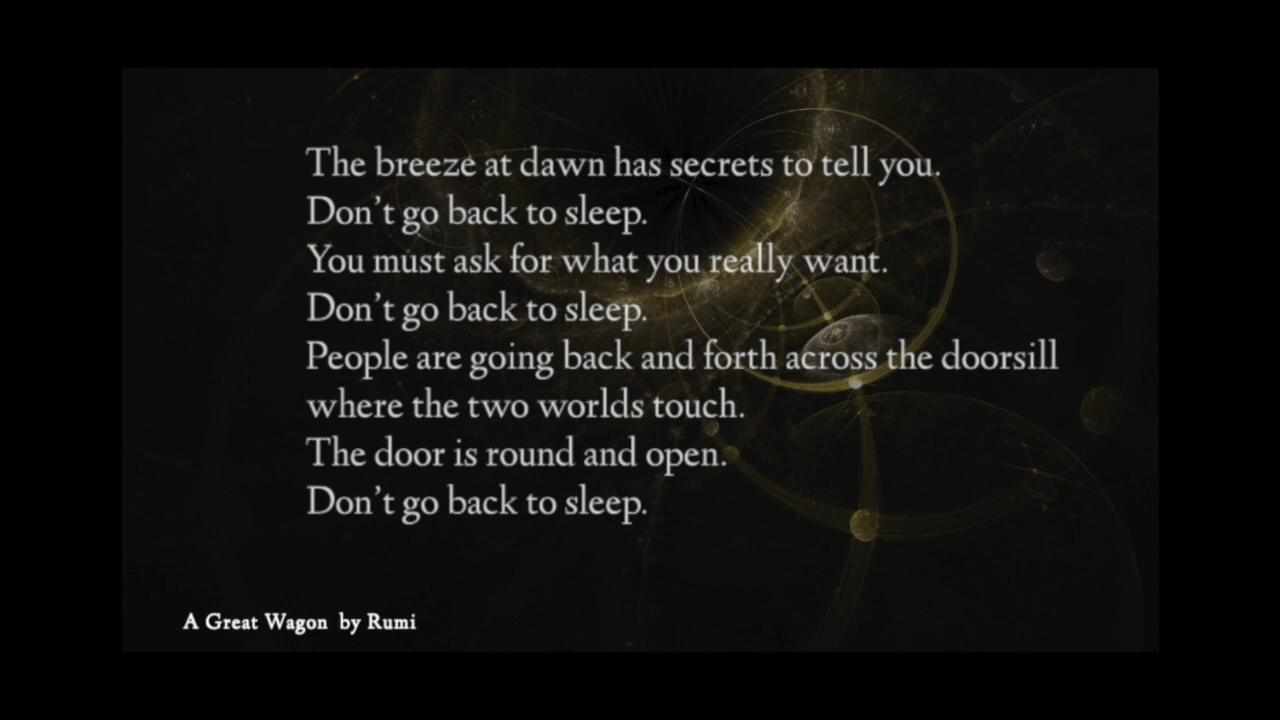 The breeze at dawn has secrets to tell you.
Don’t go back to sleep.
You must ask for what you really want.
Don’t go back to sleep.
People are going back and forth across the doorsill
where the two worlds touch.
The door is round and open.
Don’t go back to sleep.
A Great Wagon by Rumi